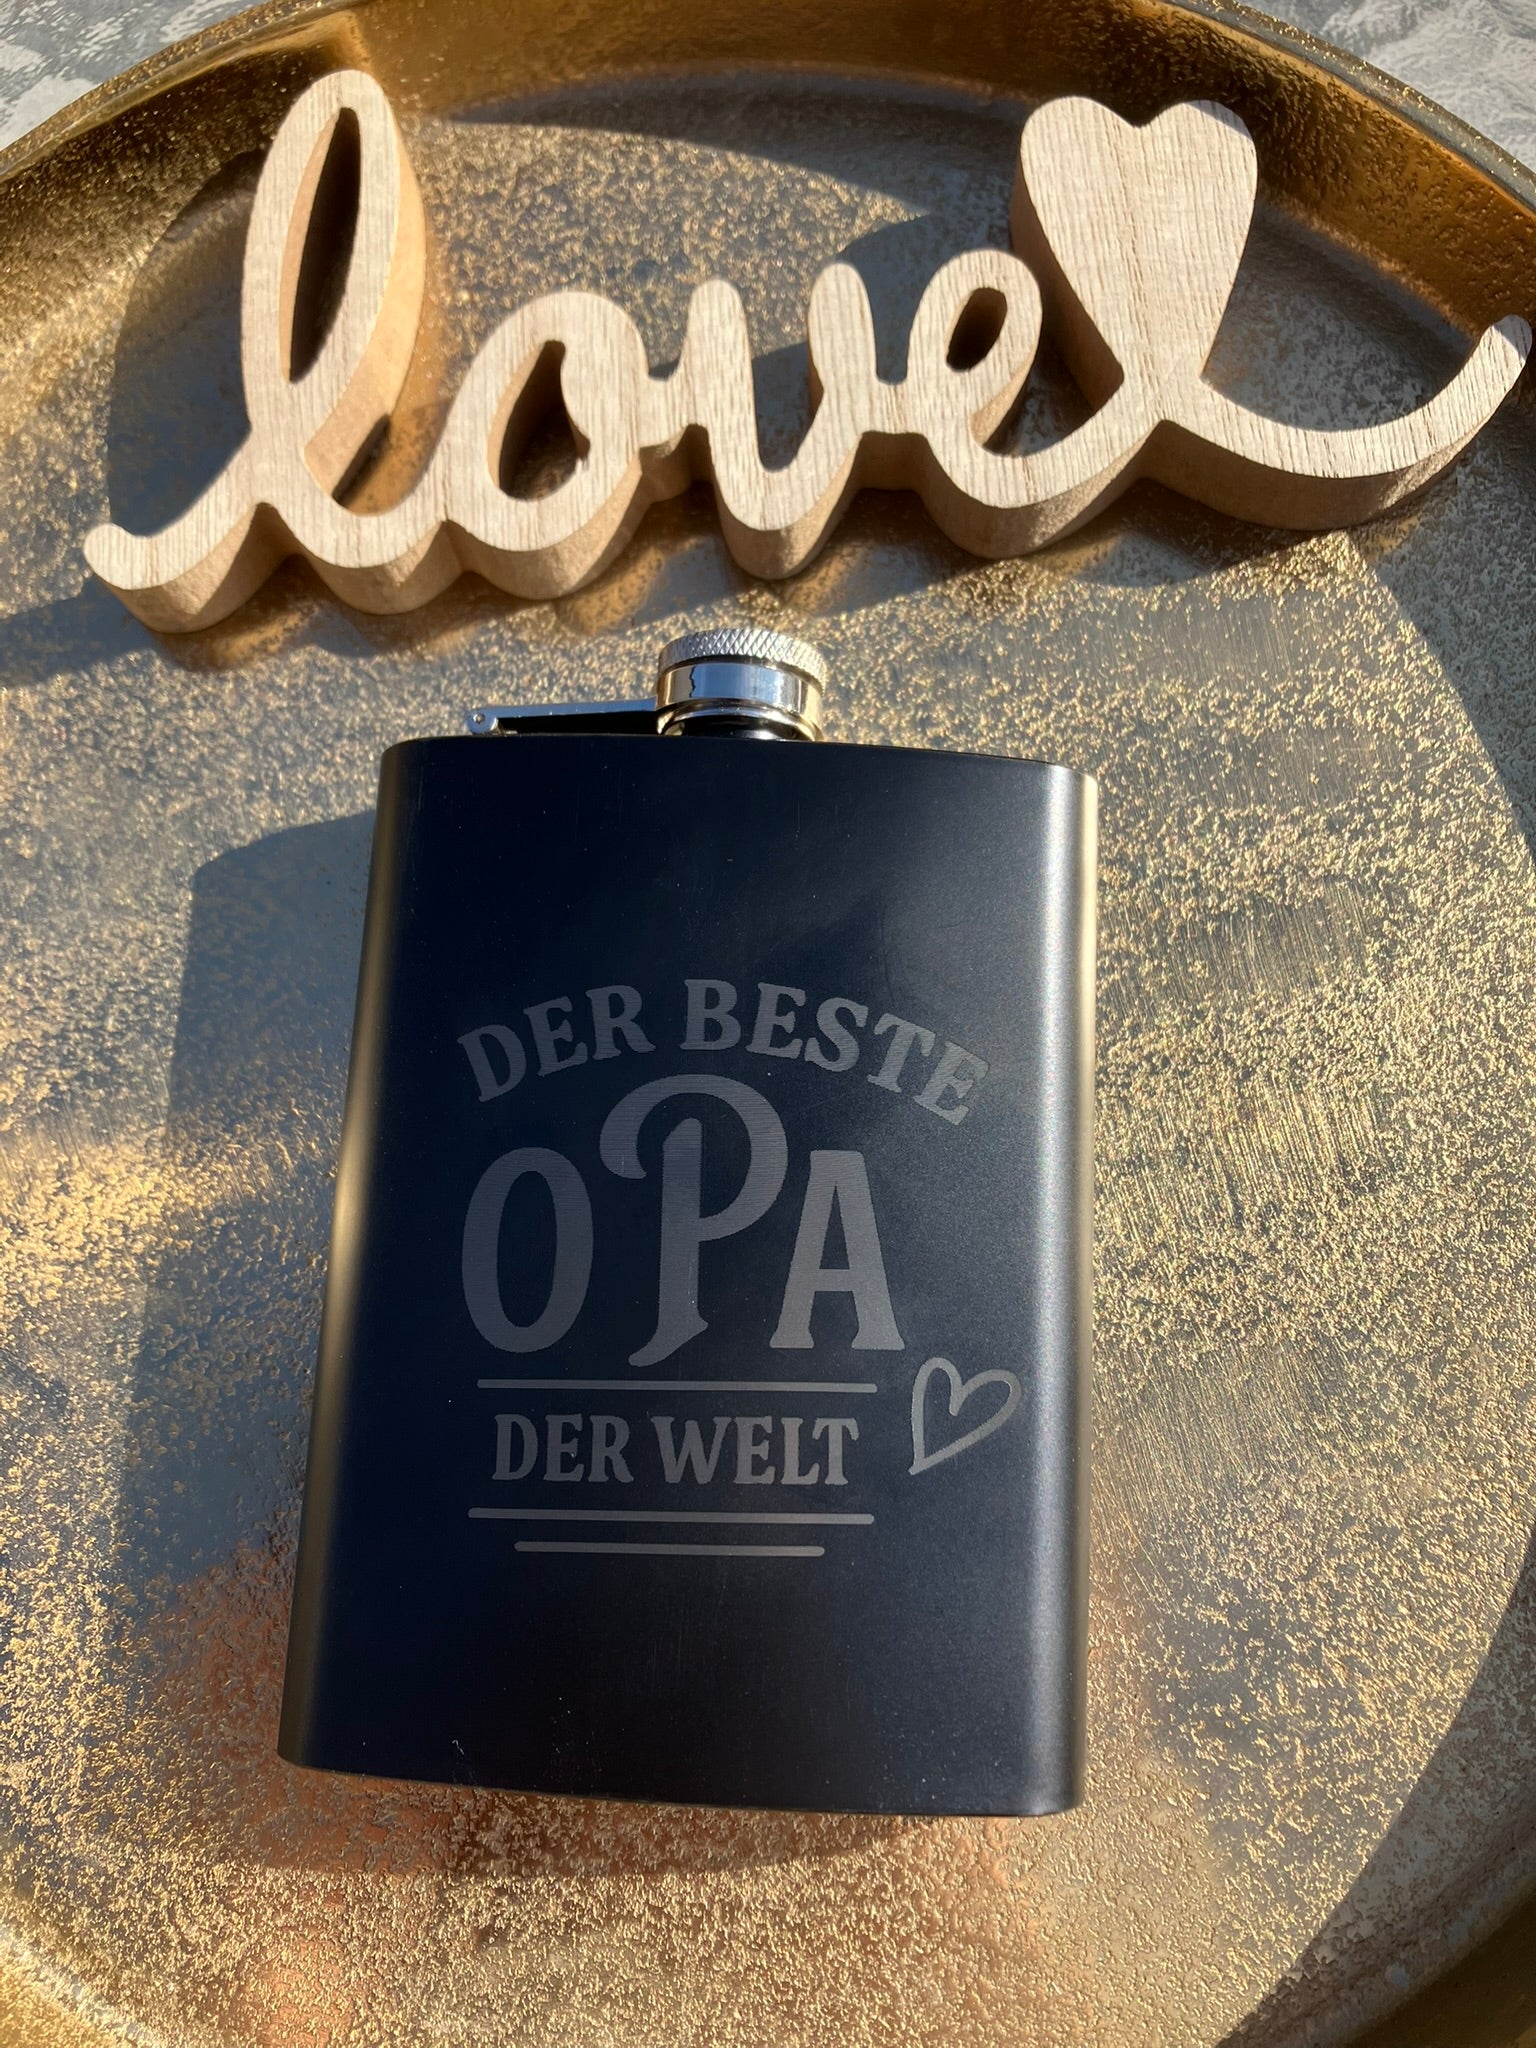 love
DER BESTE
OPA
DER WELT